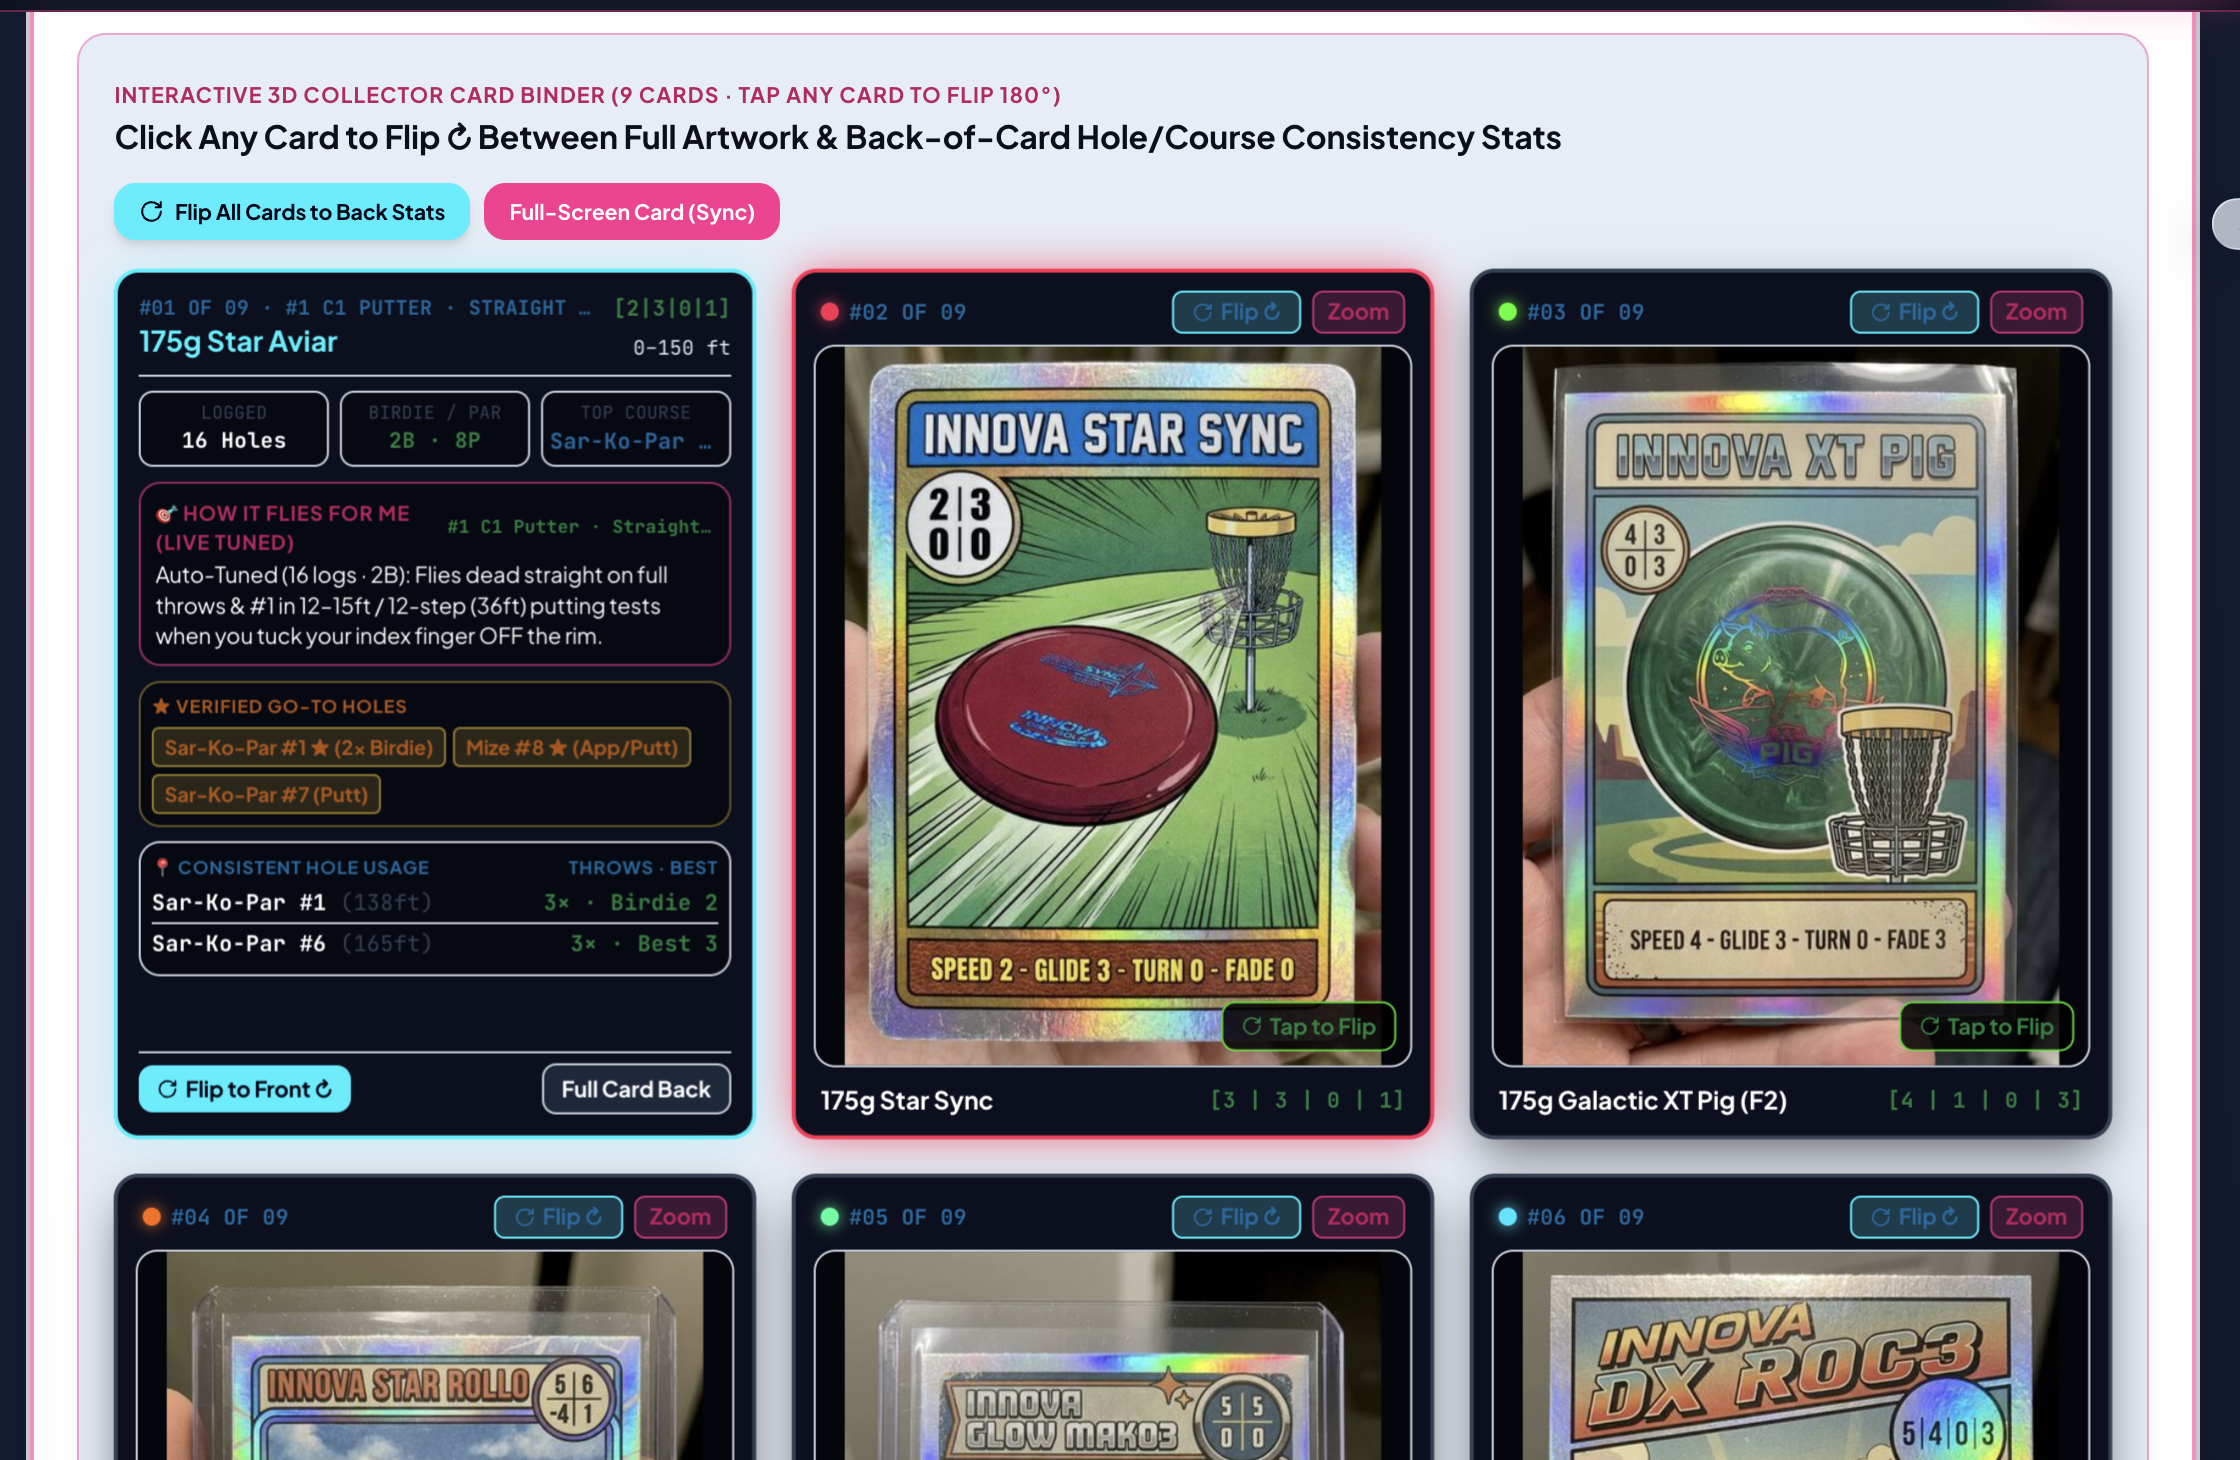 INTERACTIVE 3D COLLECTOR CARD BINDER (9 CARDS · TAP ANY CARD TO FLIP 180°)
Click Any Card to Flip ↻ Between Full Artwork & Back-of-Card Hole/Course Consistency Stats
Flip All Cards to Back Stats
Full-Screen Card (Sync)
#01 OF 09 · #1 C1 PUTTER · STRAIGHT … [2|3|0|1]
175g Star Aviar 0-150 ft
LOGGED
16 Holes
BIRDIE / PAR
2B · 8P
TOP COURSE
Sar-Ko-Par …
🎯 HOW IT FLIES FOR ME
(LIVE TUNED)
#1 C1 Putter · Straight…
Auto-Tuned (16 logs · 2B): Flies dead straight on full
throws & #1 in 12-15ft / 12-step (36ft) putting tests
when you tuck your index finger OFF the rim.
★ VERIFIED GO-TO HOLES
Sar-Ko-Par #1 ★ (2× Birdie)
Mize #8 ★ (App/Putt)
Sar-Ko-Par #7 (Putt)
📍 CONSISTENT HOLE USAGE THROWS · BEST
Sar-Ko-Par #1 (138ft) 3× · Birdie 2
Sar-Ko-Par #6 (165ft) 3× · Best 3
Flip to Front ↻
Full Card Back
#02 OF 09
Flip ↻
Zoom
INNOVA STAR SYNC
2|3
0|0
SYNC
INNOVA
SPEED 2 - GLIDE 3 - TURN 0 - FADE 0
Tap to Flip
175g Star Sync [3 | 3 | 0 | 1]
#03 OF 09
Flip ↻
Zoom
INNOVA XT PIG
4|3
0|3
PIG
SPEED 4 - GLIDE 3 - TURN 0 - FADE 3
Tap to Flip
175g Galactic XT Pig (F2) [4 | 1 | 0 | 3]
#04 OF 09
Flip ↻
Zoom
INNOVA STAR ROLLO
5|6
-4|1
#05 OF 09
Flip ↻
Zoom
INNOVA
GLOW MAKO3
5|5
0|0
#06 OF 09
Flip ↻
Zoom
INNOVA
DX ROC3
5|4|0|3